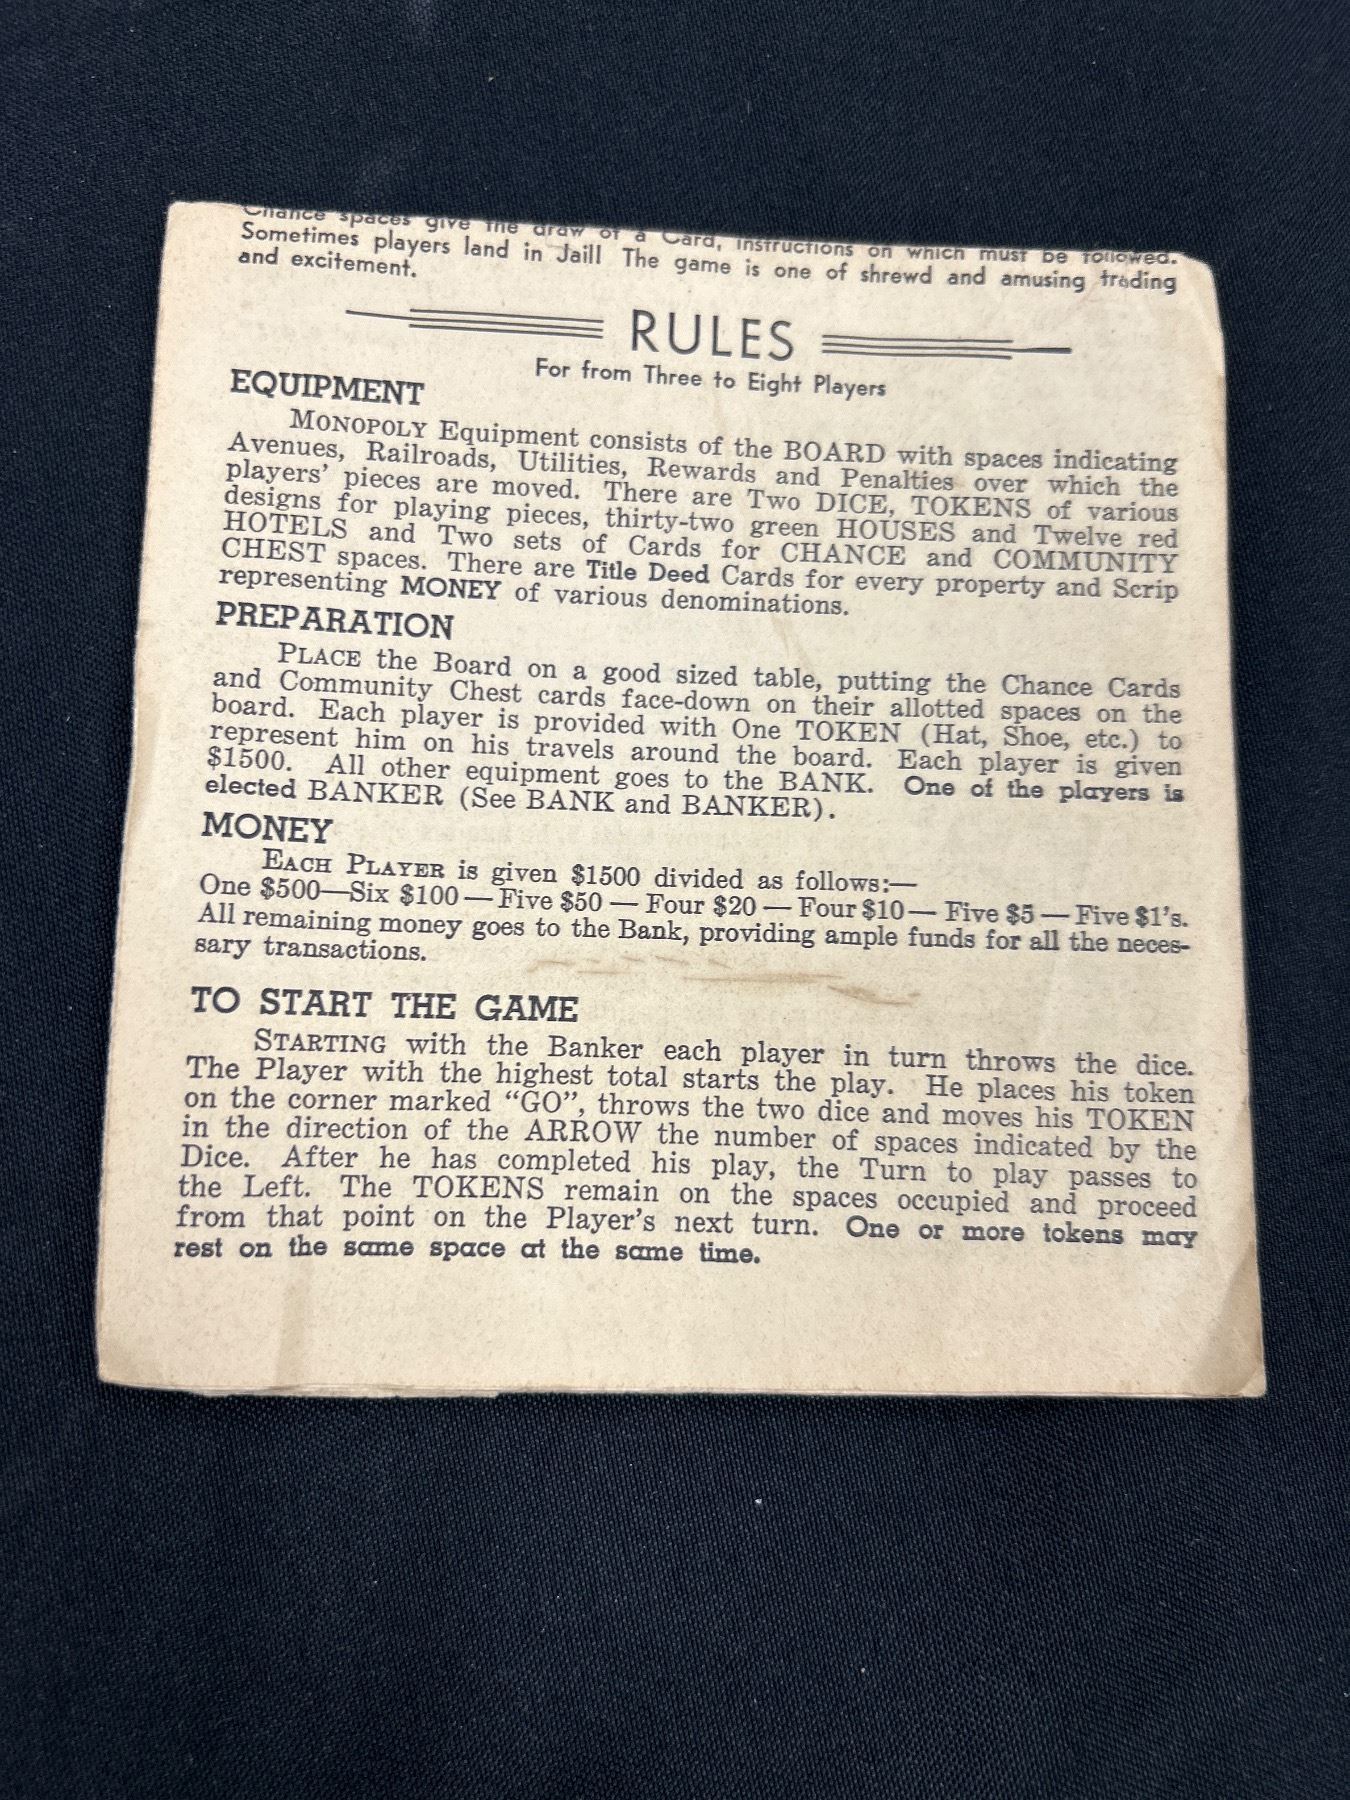 Chance spaces give the draw of a Card, instructions on which must be followed.
Sometimes players land in Jail! The game is one of shrewd and amusing trading
and excitement.
RULES
For from Three to Eight Players
EQUIPMENT
MONOPOLY Equipment consists of the BOARD with spaces indicating
Avenues, Railroads, Utilities, Rewards and Penalties over which the
players' pieces are moved. There are Two DICE, TOKENS of various
designs for playing pieces, thirty-two green HOUSES and Twelve red
HOTELS and Two sets of Cards for CHANCE and COMMUNITY
CHEST spaces. There are Title Deed Cards for every property and Scrip
representing MONEY of various denominations.
PREPARATION
PLACE the Board on a good sized table, putting the Chance Cards
and Community Chest cards face-down on their allotted spaces on the
board. Each player is provided with One TOKEN (Hat, Shoe, etc.) to
represent him on his travels around the board. Each player is given
$1500. All other equipment goes to the BANK. One of the players is
elected BANKER (See BANK and BANKER).
MONEY
EACH PLAYER is given $1500 divided as follows:—
One $500—Six $100 — Five $50 — Four $20 — Four $10 — Five $5 — Five $1's.
All remaining money goes to the Bank, providing ample funds for all the neces-
sary transactions.
TO START THE GAME
STARTING with the Banker each player in turn throws the dice.
The Player with the highest total starts the play. He places his token
on the corner marked "GO", throws the two dice and moves his TOKEN
in the direction of the ARROW the number of spaces indicated by the
Dice. After he has completed his play, the Turn to play passes to
the Left. The TOKENS remain on the spaces occupied and proceed
from that point on the Player's next turn. One or more tokens may
rest on the same space at the same time.